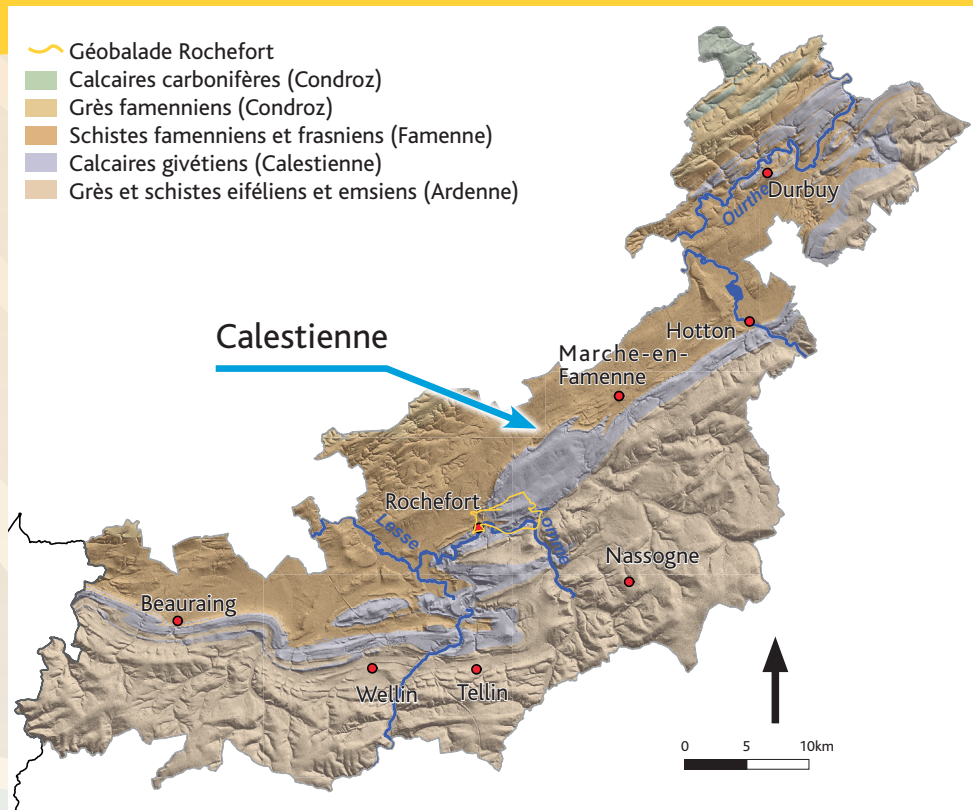 Géobalade Rochefort
Calcaires carbonifères (Condroz)
Grès famenniens (Condroz)
Schistes famenniens et frasniens (Famenne)
Calcaires givétiens (Calestienne)
Grès et schistes eiféliens et emsiens (Ardenne)
Ourthe
Durbuy
Calestienne
Hotton
Marche-en-
Famenne
Rochefort
Lesse
Nassogne
Beauraing
Wellin
Tellin
0 5 10km